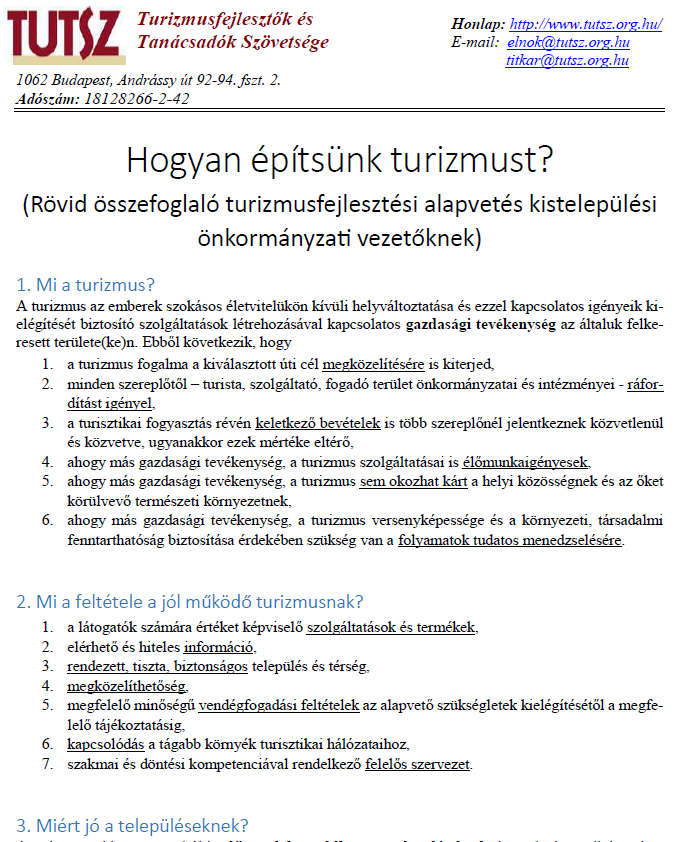 TUTSZ
Turizmusfejlesztők és
Tanácsadók Szövetsége
Honlap: http://www.tutsz.org.hu/
E-mail: elnok@tutsz.org.hu
titkar@tutsz.org.hu
1062 Budapest, Andrássy út 92-94. fszt. 2.
Adószám: 18128266-2-42
Hogyan építsünk turizmust?
(Rövid összefoglaló turizmusfejlesztési alapvetés kistelepülési
önkormányzati vezetőknek)
1. Mi a turizmus?
A turizmus az emberek szokásos életvitelükön kívüli helyváltoztatása és ezzel kapcsolatos igényeik ki-
elégítését biztosító szolgáltatások létrehozásával kapcsolatos gazdasági tevékenység az általuk felke-
resett területe(ke)n. Ebből következik, hogy
1. a turizmus fogalma a kiválasztott úti cél megközelítésére is kiterjed,
2. minden szereplőtől – turista, szolgáltató, fogadó terület önkormányzatai és intézményei - ráfor-
dítást igényel,
3. a turisztikai fogyasztás révén keletkező bevételek is több szereplőnél jelentkeznek közvetlenül
és közvetve, ugyanakkor ezek mértéke eltérő,
4. ahogy más gazdasági tevékenység, a turizmus szolgáltatásai is élőmunkaigényesek,
5. ahogy más gazdasági tevékenység, a turizmus sem okozhat kárt a helyi közösségnek és az őket
körülvevő természeti környezetnek,
6. ahogy más gazdasági tevékenység, a turizmus versenyképessége és a környezeti, társadalmi
fenntarthatóság biztosítása érdekében szükség van a folyamatok tudatos menedzselésére.
2. Mi a feltétele a jól működő turizmusnak?
1. a látogatók számára értéket képviselő szolgáltatások és termékek,
2. elérhető és hiteles információ,
3. rendezett, tiszta, biztonságos település és térség,
4. megközelíthetőség,
5. megfelelő minőségű vendégfogadási feltételek az alapvető szükségletek kielégítésétől a megfe-
lelő tájékoztatásig,
6. kapcsolódás a tágabb környék turisztikai hálózataihoz,
7. szakmai és döntési kompetenciával rendelkező felelős szervezet.
3. Miért jó a településeknek?